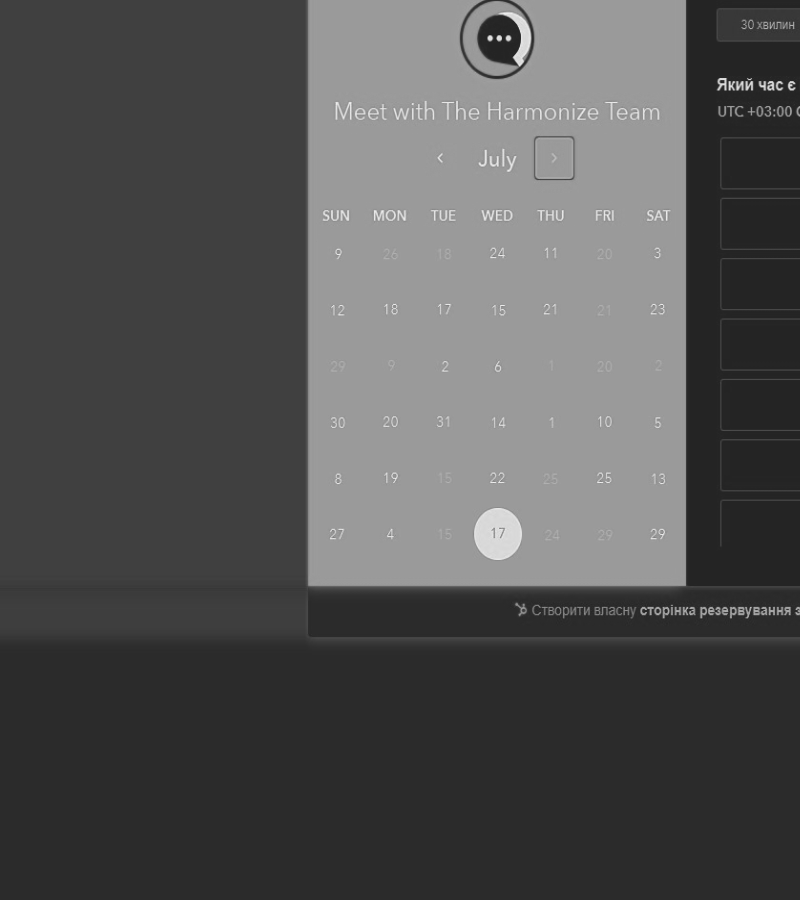 Meet with The Harmonize Team
July
SUN MON TUE WED THU FRI SAT
9 26 18 24 11 20 3
12 18 17 15 21 21 23
29 9 2 6 1 20 2
30 20 31 14 1 10 5
8 19 15 22 25 25 13
27 4 15 17 24 29 29
30 хвилин
Який час є
UTC +03:00
Створити власну сторінка резервування з